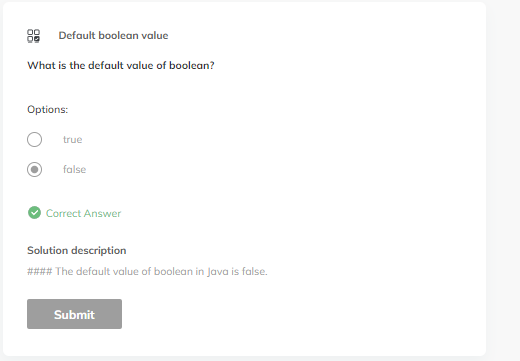 Default boolean value
What is the default value of boolean?
Options:
true
false
Correct Answer
Solution description
#### The default value of boolean in Java is false.
Submit